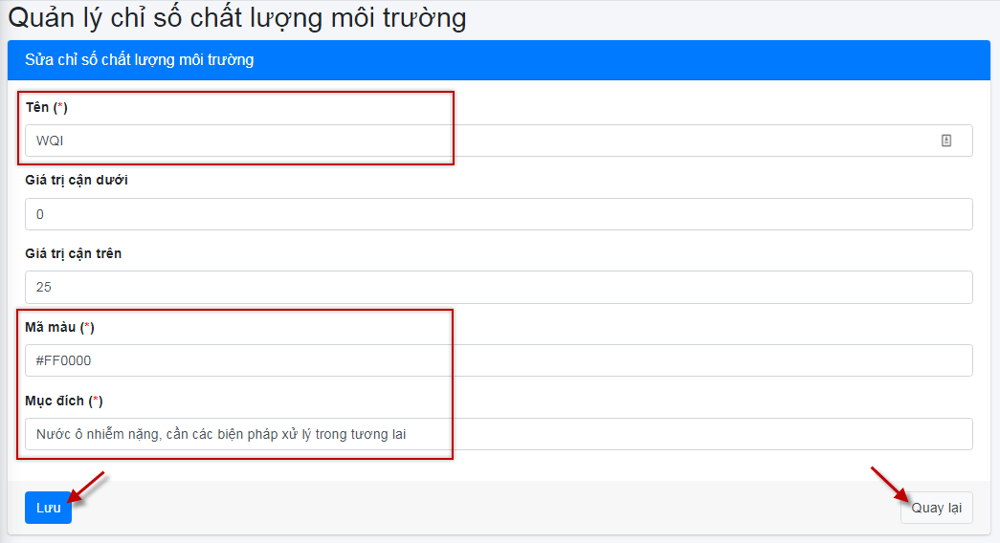 Quản lý chỉ số chất lượng môi trường
Sửa chỉ số chất lượng môi trường
Tên (*)
WQI
Giá trị cận dưới
0
Giá trị cận trên
25
Mã màu (*)
#FF0000
Mục đích (*)
Nước ô nhiễm nặng, cần các biện pháp xử lý trong tương lai
Lưu
Quay lại